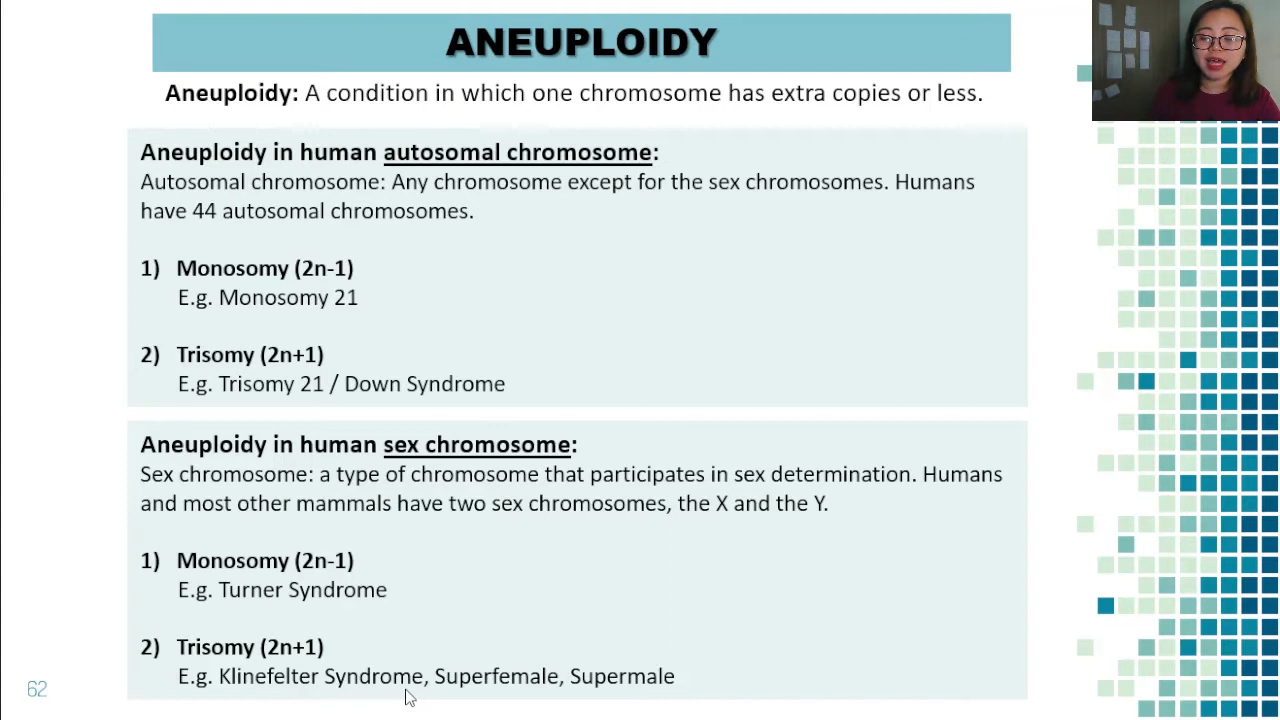 ANEUPLOIDY
Aneuploidy: A condition in which one chromosome has extra copies or less.
Aneuploidy in human autosomal chromosome:
Autosomal chromosome: Any chromosome except for the sex chromosomes. Humans
have 44 autosomal chromosomes.
1) Monosomy (2n-1)
E.g. Monosomy 21
2) Trisomy (2n+1)
E.g. Trisomy 21 / Down Syndrome
Aneuploidy in human sex chromosome:
Sex chromosome: a type of chromosome that participates in sex determination. Humans
and most other mammals have two sex chromosomes, the X and the Y.
1) Monosomy (2n-1)
E.g. Turner Syndrome
2) Trisomy (2n+1)
E.g. Klinefelter Syndrome, Superfemale, Supermale
62